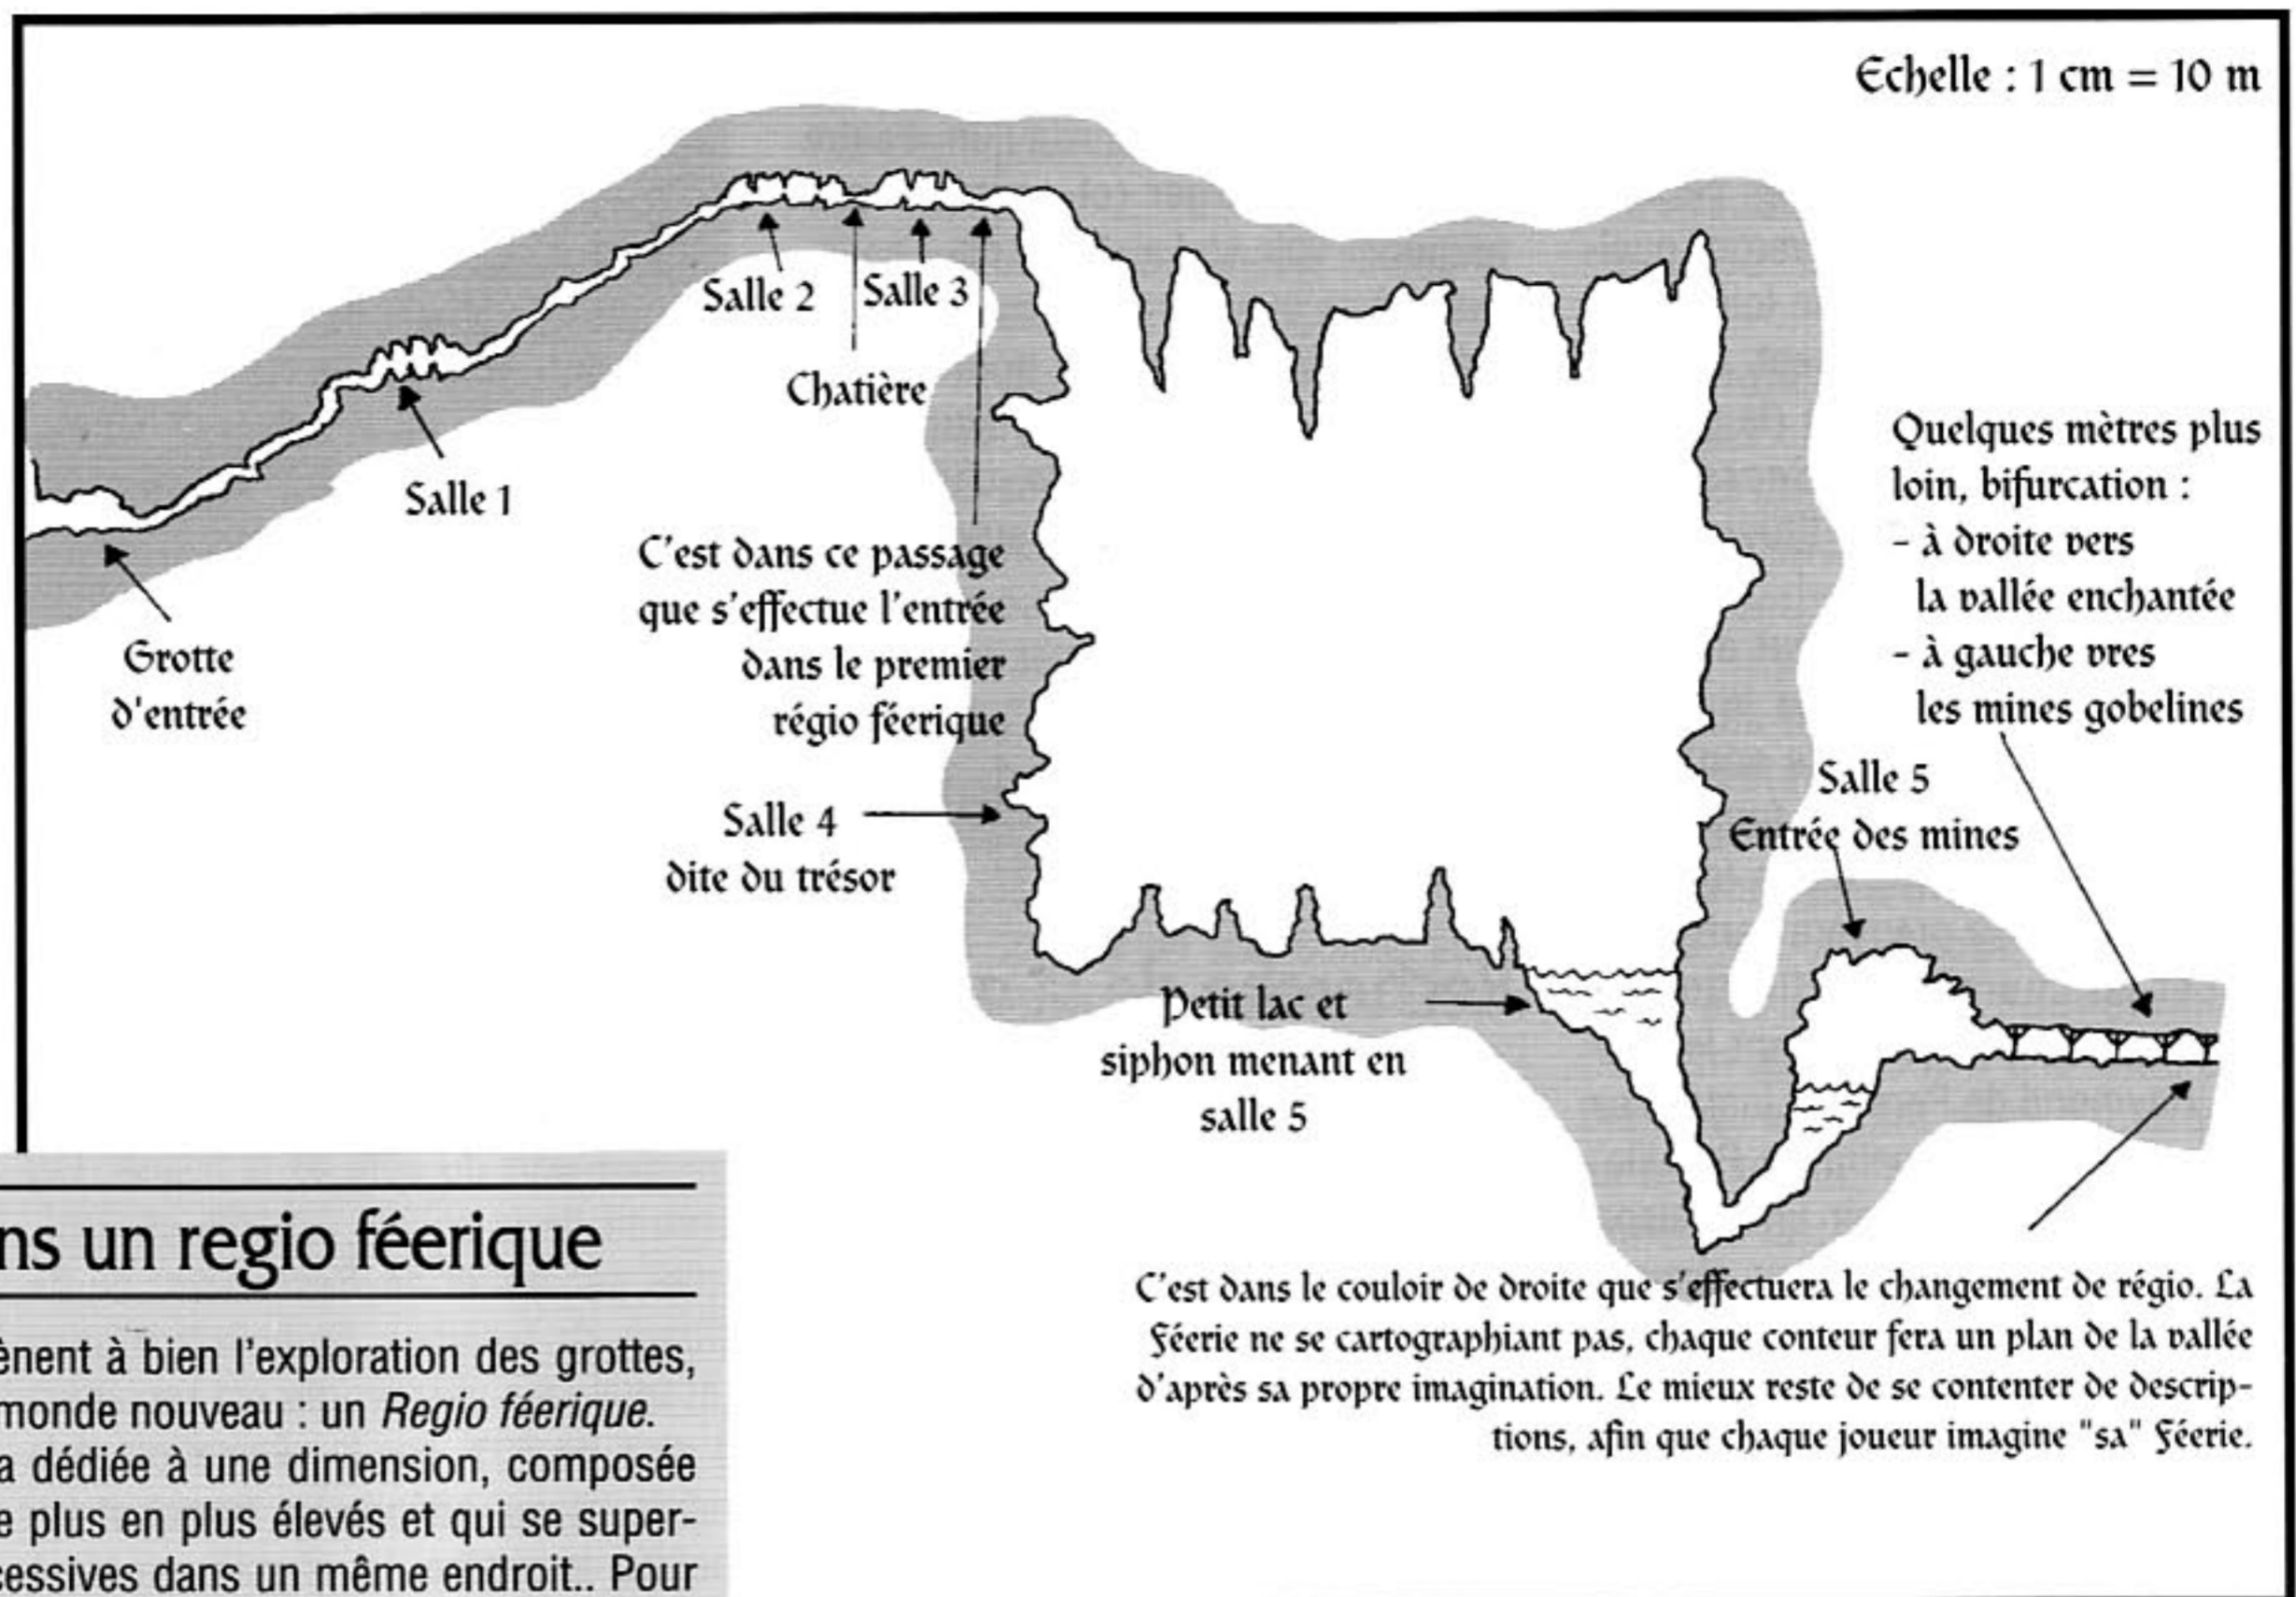 Echelle : 1 cm = 10 m
Salle 2
Salle 3
Chatière
Salle 1
Grotte
d'entrée
C'est dans ce passage
que s'effectue l'entrée
dans le premier
régio féerique
Salle 4
dite du trésor
Quelques mètres plus
loin, bifurcation :
- à droite vers
la vallée enchantée
- à gauche vres
les mines gobelines
Salle 5
Entrée des mines
Petit lac et
siphon menant en
salle 5
C'est dans le couloir de droite que s'effectuera le changement de régio. La
Féerie ne se cartographiant pas, chaque conteur fera un plan de la vallée
d'après sa propre imagination. Le mieux reste de se contenter de descrip-
tions, afin que chaque joueur imagine "sa" Féerie.
ns un regio féerique
ènent à bien l'exploration des grottes,
monde nouveau : un Regio féerique.
a dédiée à une dimension, composée
e plus en plus élevés et qui se super-
cessives dans un même endroit.. Pour